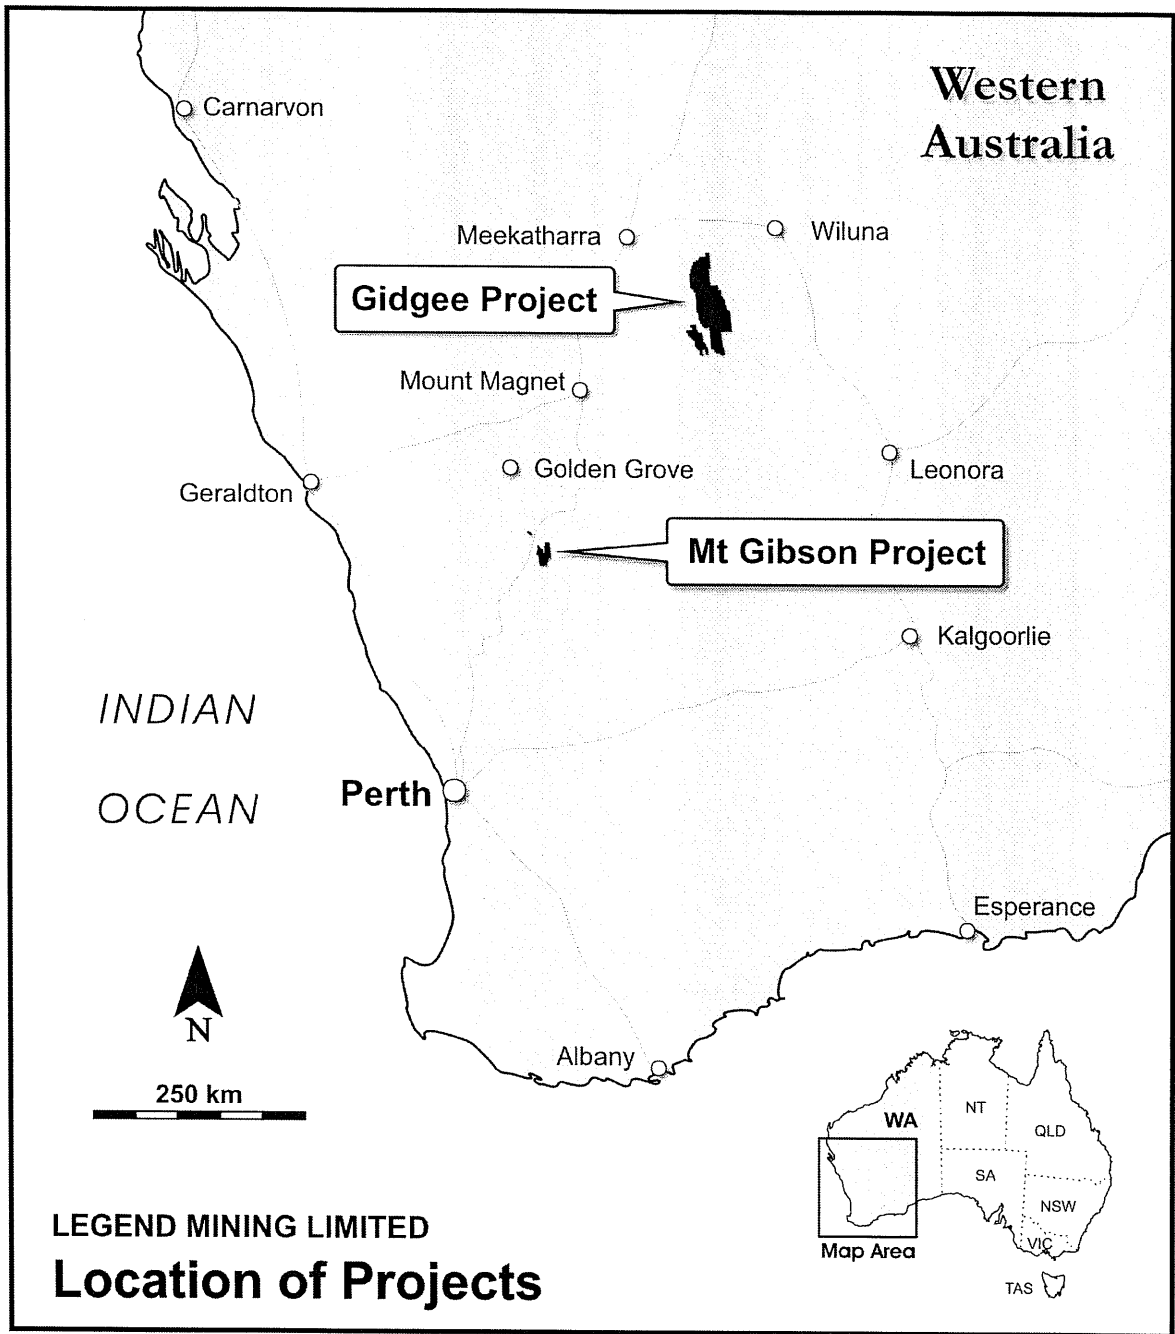 Western
Australia
Carnarvon
Meekatharra
Wiluna
Gidgee Project
Mount Magnet
Golden Grove
Leonora
Geraldton
Mt Gibson Project
Kalgoorlie
INDIAN
OCEAN
Perth
Esperance
N
Albany
250 km
WA
NT
QLD
SA
NSW
VIC
Map Area
TAS
LEGEND MINING LIMITED
Location of Projects